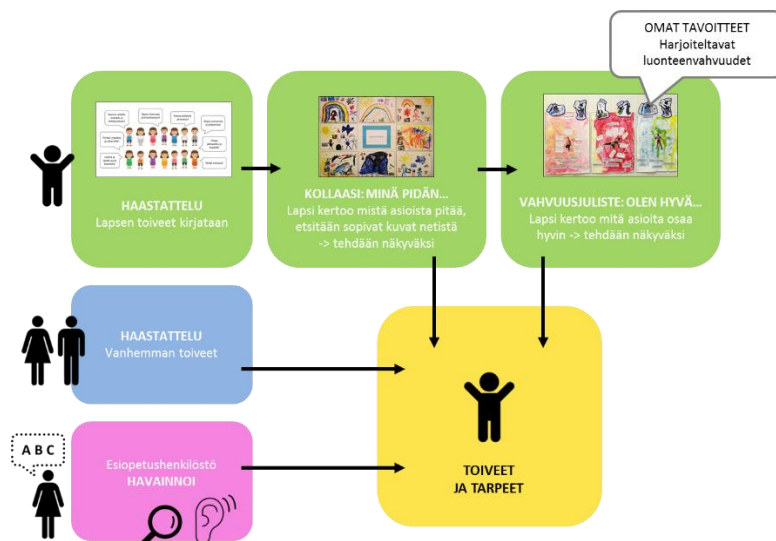 OMAT TAVOITTEET
Harjoiteltavat
luonteenvahvuudet
HAASTATTELU
Lapsen toiveet kirjataan
KOLLAASI: MINÄ PIDÄN...
Lapsi kertoo mistä asioista pitää,
etsitään sopivat kuvat netistä
-> tehdään näkyväksi
VAHVUUSJULISTE: OLEN HYVÄ...
Lapsi kertoo mitä asioita osaa
hyvin -> tehdään näkyväksi
HAASTATTELU
Vanhemman toiveet
A B C
Esiopetushenkilöstö
HAVAINNOI
TOIVEET
JA TARPEET